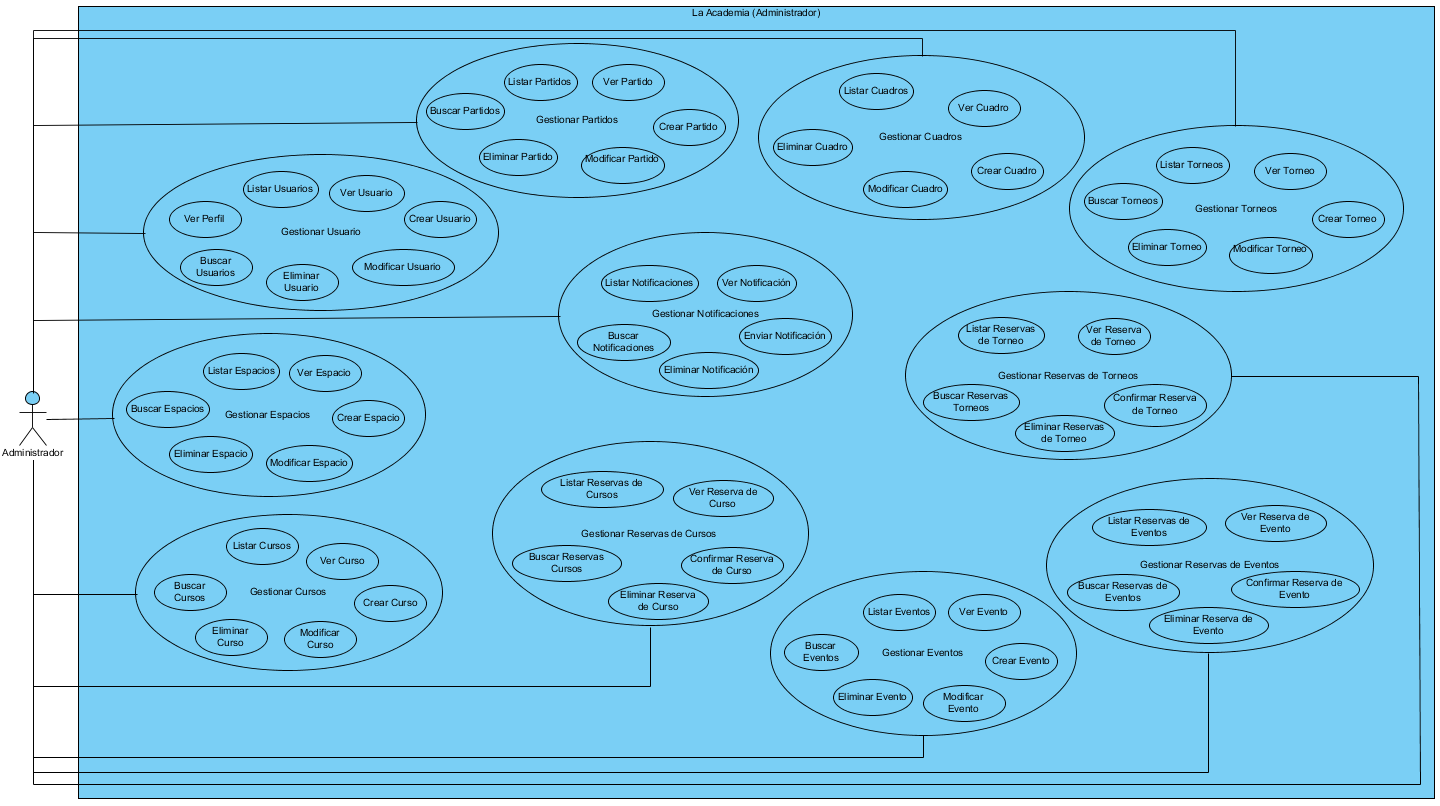 La Academia (Administrador)
Listar Partidos
Ver Partido
Buscar Partidos
Gestionar Partidos
Crear Partido
Eliminar Partido
Modificar Partido
Listar Cuadros
Ver Cuadro
Gestionar Cuadros
Eliminar Cuadro
Crear Cuadro
Modificar Cuadro
Listar Torneos
Ver Torneo
Buscar Torneos
Gestionar Torneos
Crear Torneo
Eliminar Torneo
Modificar Torneo
Listar Usuarios
Ver Usuario
Ver Perfil
Crear Usuario
Gestionar Usuario
Buscar
Usuarios
Eliminar
Usuario
Modificar Usuario
Listar Notificaciones
Ver Notificación
Gestionar Notificaciones
Buscar
Notificaciones
Enviar Notificación
Eliminar Notificación
Listar Reservas
de Torneo
Ver Reserva
de Torneo
Gestionar Reservas de Torneos
Buscar Reservas
Torneos
Confirmar Reserva
de Torneo
Eliminar Reservas
de Torneo
Listar Espacios
Ver Espacio
Buscar Espacios
Gestionar Espacios
Crear Espacio
Eliminar Espacio
Modificar Espacio
Administrador
Listar Reservas de
Cursos
Ver Reserva de
Curso
Gestionar Reservas de Cursos
Buscar Reservas
Cursos
Confirmar Reserva
de Curso
Eliminar Reserva
de Curso
Listar Reservas de
Eventos
Ver Reserva de
Evento
Gestionar Reservas de Eventos
Buscar Reservas de
Eventos
Confirmar Reserva de
Evento
Eliminar Reserva de
Evento
Listar Cursos
Ver Curso
Buscar
Cursos
Gestionar Cursos
Crear Curso
Eliminar
Curso
Modificar
Curso
Listar Eventos
Ver Evento
Buscar
Eventos
Gestionar Eventos
Crear Evento
Eliminar Evento
Modificar
Evento